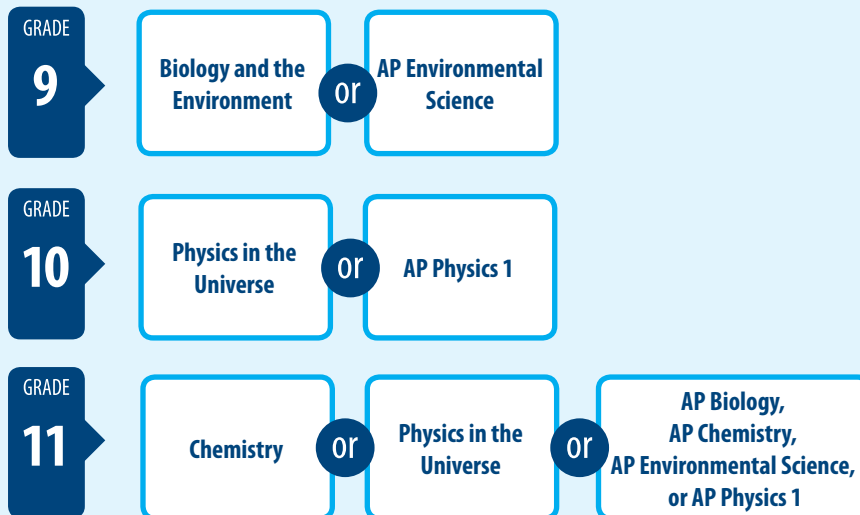 GRADE
9
Biology and the
Environment
or
AP Environmental
Science
GRADE
10
Physics in the
Universe
or
AP Physics 1
GRADE
11
Chemistry
or
Physics in the
Universe
or
AP Biology,
AP Chemistry,
AP Environmental Science,
or AP Physics 1